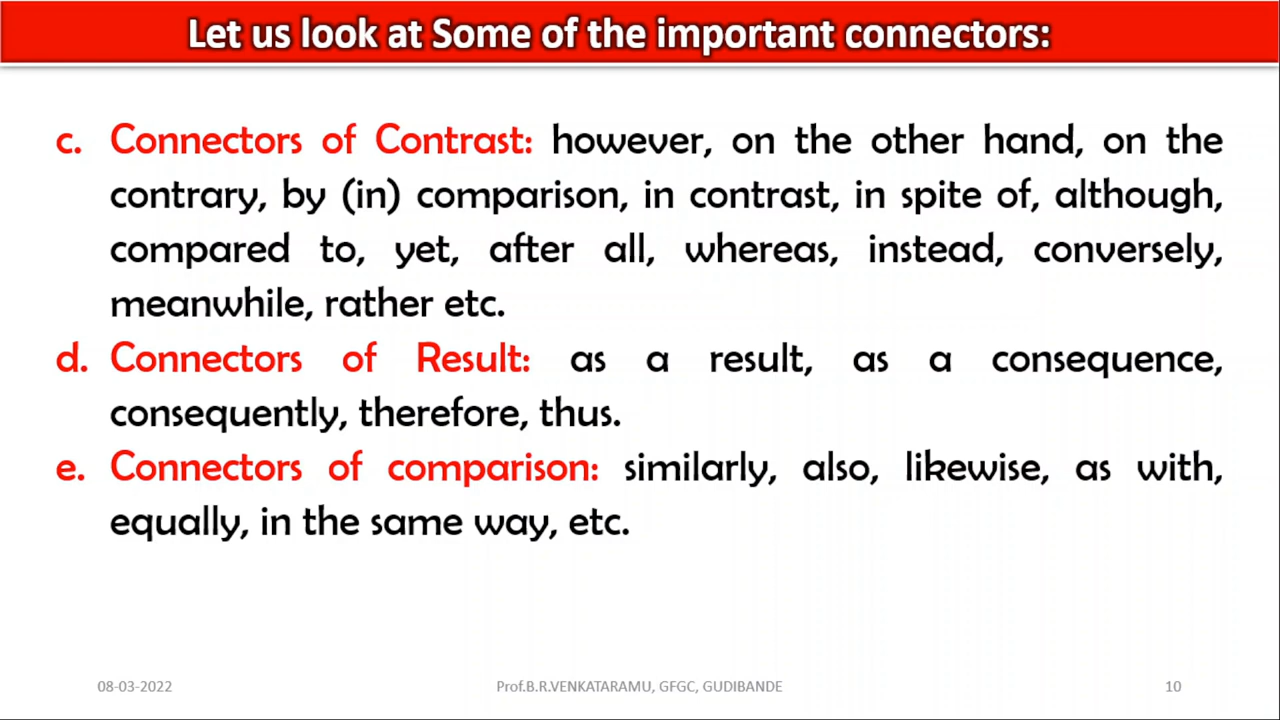 Let us look at Some of the important connectors:
c. Connectors of Contrast: however, on the other hand, on the
contrary, by (in) comparison, in contrast, in spite of, although,
compared to, yet, after all, whereas, instead, conversely,
meanwhile, rather etc.
d. Connectors of Result: as a result, as a consequence,
consequently, therefore, thus.
e. Connectors of comparison: similarly, also, likewise, as with,
equally, in the same way, etc.
08-03-2022 Prof.B.R.VENKATARAMU, GFGC, GUDIBANDE 10